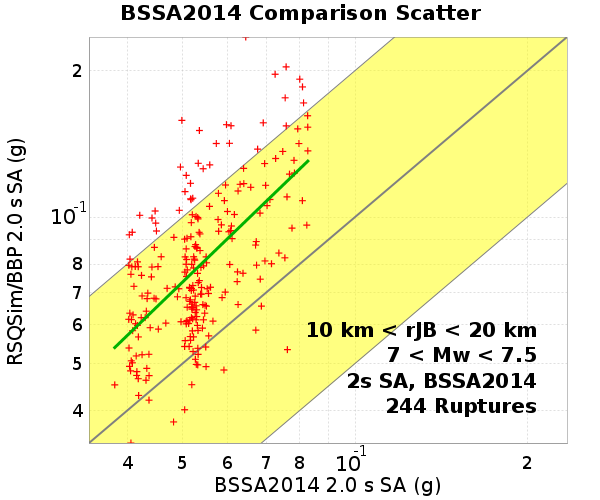 BSSA2014 Comparison Scatter
RSQSim/BBP 2.0 s SA (g)
2
10⁻¹
8
7
6
5
4
10 km < rJB < 20 km
7 < Mw < 7.5
2s SA, BSSA2014
244 Ruptures
4 5 6 7 8 10⁻¹ 2
BSSA2014 2.0 s SA (g)